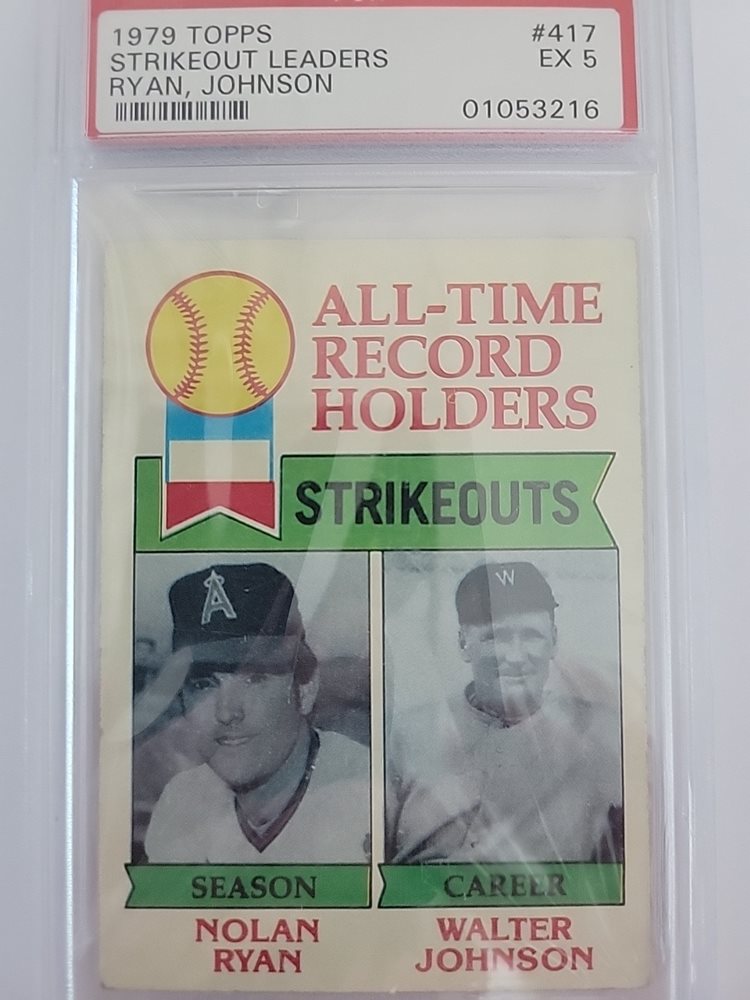 1979 TOPPS #417
STRIKEOUT LEADERS EX 5
RYAN, JOHNSON
01053216
ALL-TIME
RECORD
HOLDERS
STRIKEOUTS
A
W
SEASON CAREER
NOLAN WALTER
RYAN JOHNSON